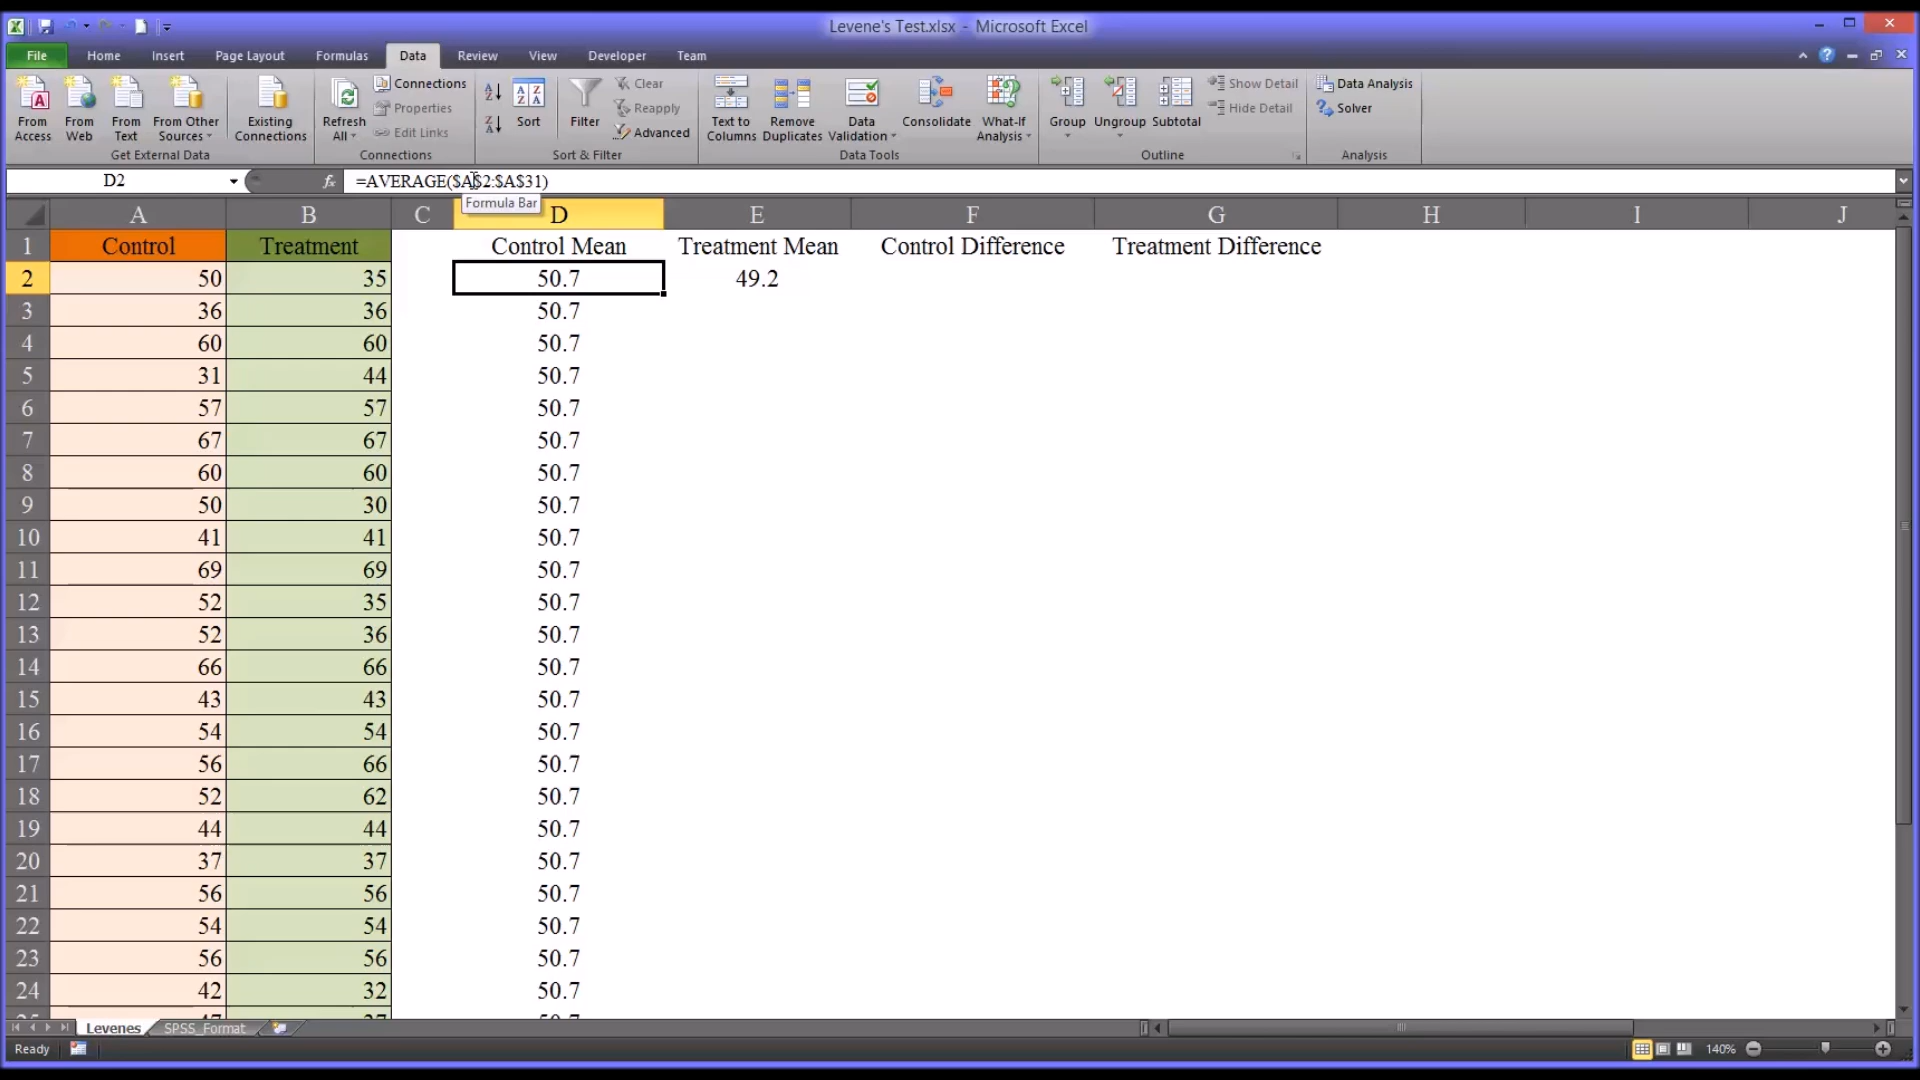 Levene's Test.xlsx - Microsoft Excel
File Home Insert Page Layout Formulas Data Review View Developer Team
From Access
From Web
From Text
From Other Sources
Existing Connections
Get External Data
Refresh All
Connections
Properties
Edit Links
Connections
Sort
Filter
Clear
Reapply
Advanced
Sort & Filter
Text to Columns
Remove Duplicates
Data Validation
Consolidate
What-If Analysis
Data Tools
Group
Ungroup
Subtotal
Show Detail
Hide Detail
Outline
Data Analysis
Solver
Analysis
D2 fx =AVERAGE($A$2:$A$31)
Formula Bar
A B C D E F G H I J
1 Control Treatment Control Mean Treatment Mean Control Difference Treatment Difference
2 50 35 50.7 49.2
3 36 36 50.7
4 60 60 50.7
5 31 44 50.7
6 57 57 50.7
7 67 67 50.7
8 60 60 50.7
9 50 30 50.7
10 41 41 50.7
11 69 69 50.7
12 52 35 50.7
13 52 36 50.7
14 66 66 50.7
15 43 43 50.7
16 54 54 50.7
17 56 66 50.7
18 52 62 50.7
19 44 44 50.7
20 37 37 50.7
21 56 56 50.7
22 54 54 50.7
23 56 56 50.7
24 42 32 50.7
Levenes SPSS_Format
Ready 140%